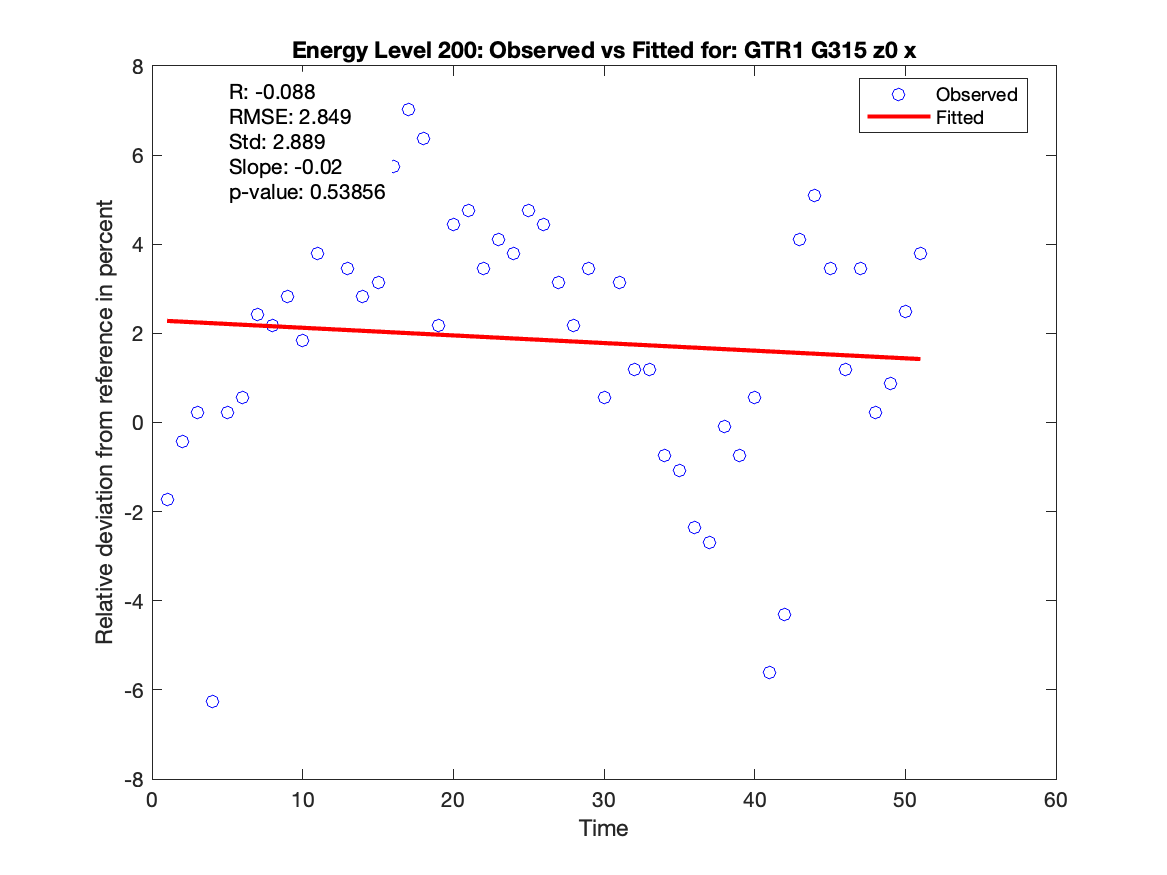 Energy Level 200: Observed vs Fitted for: GTR1 G315 z0 x
R: -0.088
RMSE: 2.849
Std: 2.889
Slope: -0.02
p-value: 0.53856
Observed
Fitted
8
6
4
2
0
-2
-4
-6
-8
Relative deviation from reference in percent
0
10
20
30
40
50
60
Time